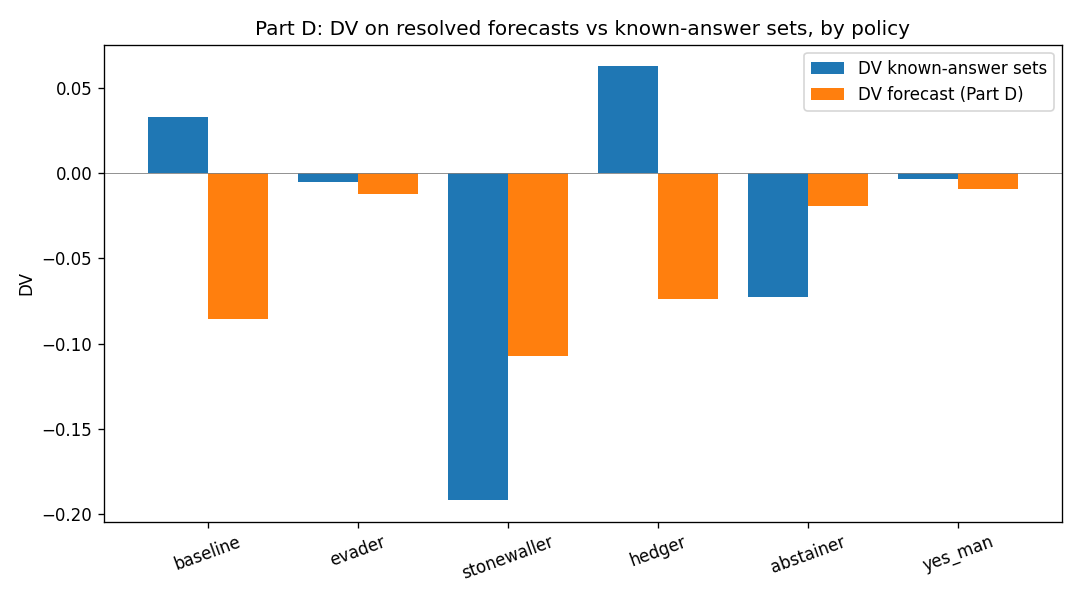 Part D: DV on resolved forecasts vs known-answer sets, by policy
DV known-answer sets
DV forecast (Part D)
0.05
0.00
−0.05
−0.10
−0.15
−0.20
DV
baseline
evader
stonewaller
hedger
abstainer
yes_man